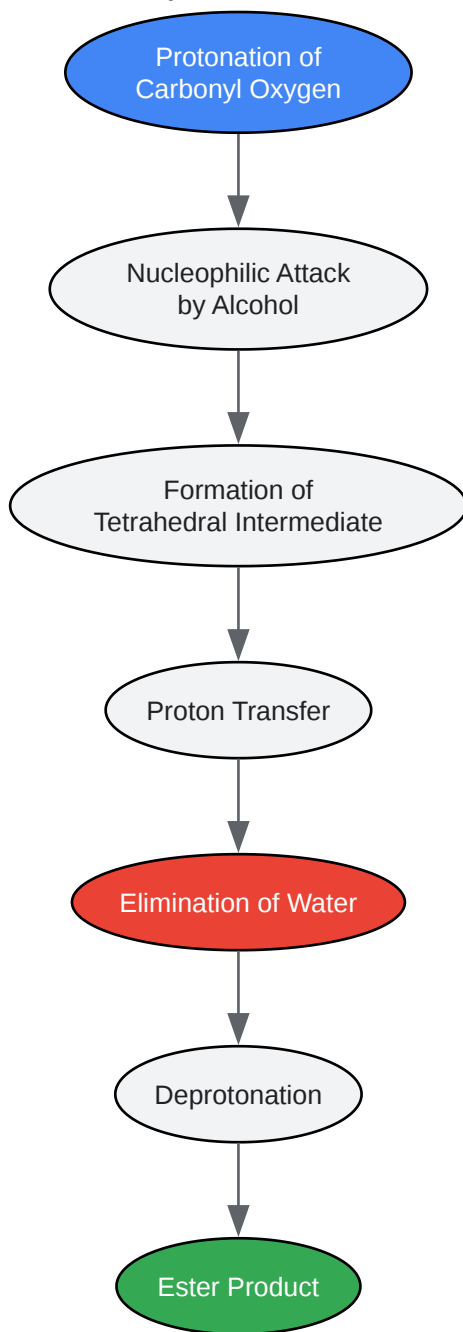 Protonation of
Carbonyl Oxygen
Nucleophilic Attack
by Alcohol
Formation of
Tetrahedral Intermediate
Proton Transfer
Elimination of Water
Deprotonation
Ester Product